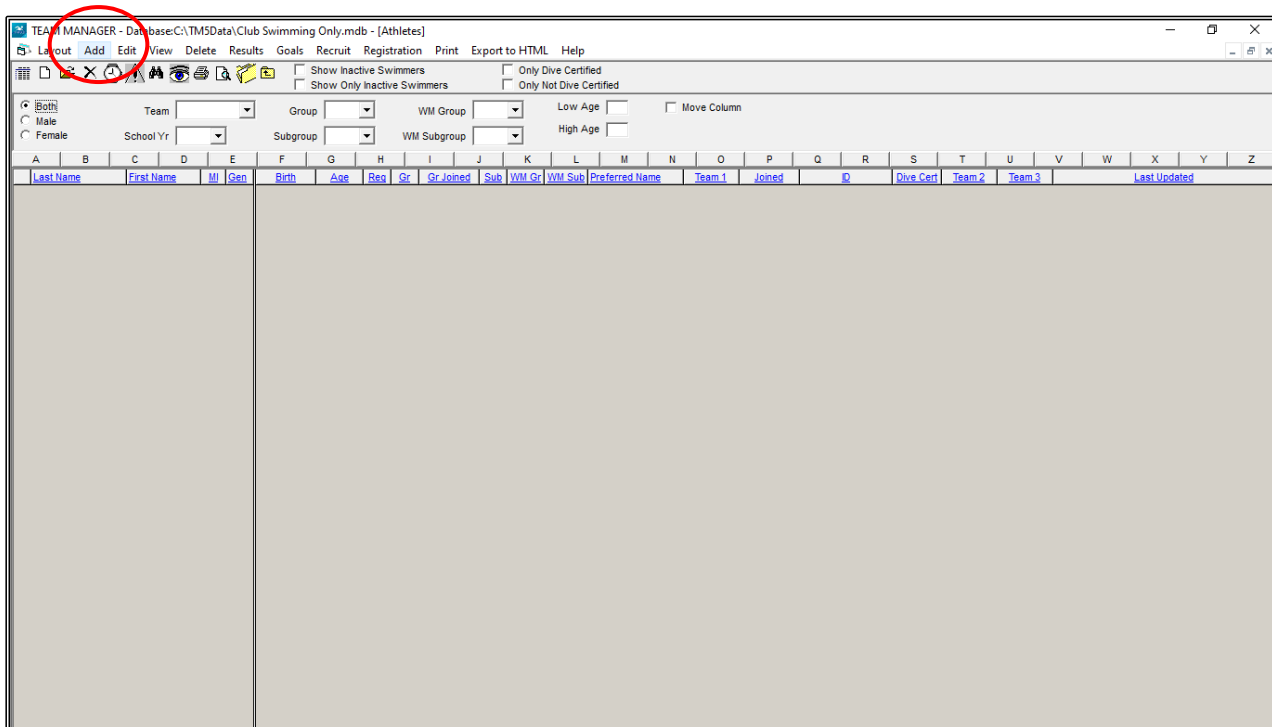 TEAM MANAGER - Database:C:\TM5Data\Club Swimming Only.mdb - [Athletes]
Layout Add Edit View Delete Results Goals Recruit Registration Print Export to HTML Help
Show Inactive Swimmers Only Dive Certified
Show Only Inactive Swimmers Only Not Dive Certified
Both Team Group WM Group Low Age Move Column
Male
Female School Yr Subgroup WM Subgroup High Age
A B C D E F G H I J K L M N O P Q R S T U V W X Y Z
Last Name First Name MI Gen Birth Age Reg Gr Gr Joined Sub WM Gr WM Sub Preferred Name Team 1 Joined ID Dive Cert Team 2 Team 3 Last Updated